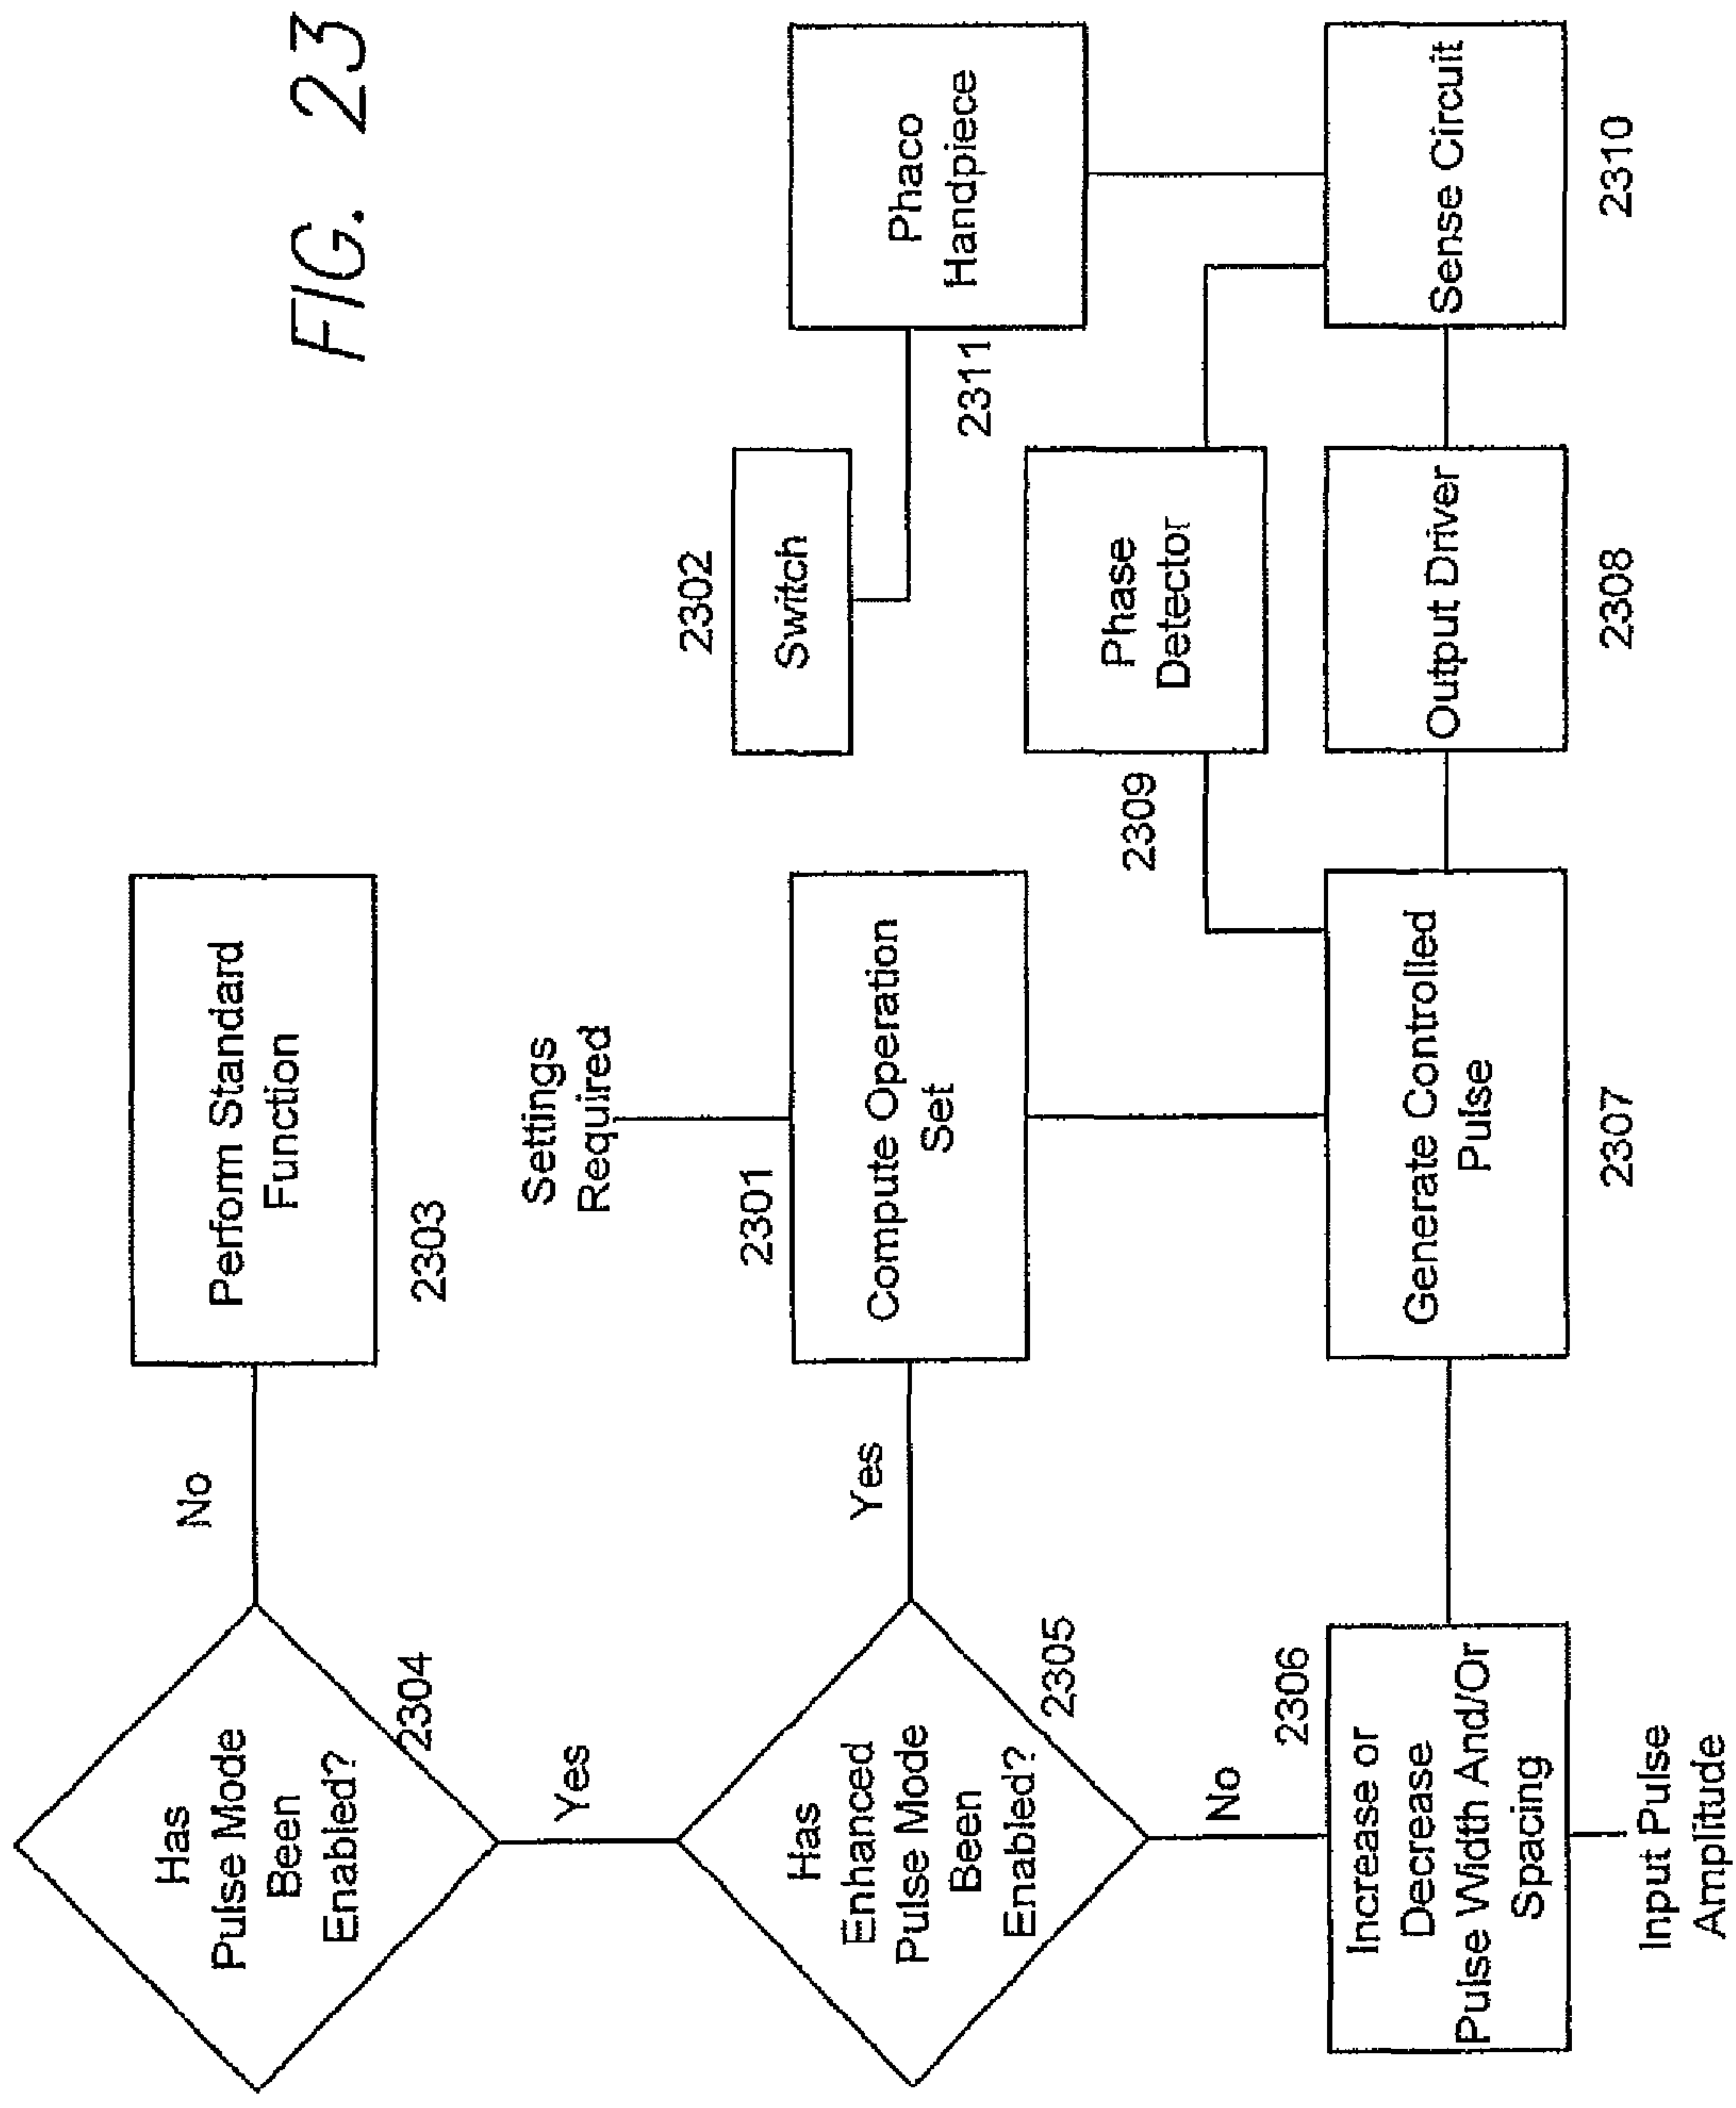 FIG. 23
Has
Pulse Mode
Been
Enabled?
2304
No
Perfom Standard
Function
2303
Yes
Has
Enhanced
Pulse Mode
Been
Enabled?
2305
Yes
Settings
Required
2301
Compute Operation
Set
2302
Switch
Phaco
Handpiece
2311
No
2306
Increase or
Decrease
Pulse Width And/Or
Spacing
Input Pulse
Amplitude
Generate Controlled
Pulse
2307
2309
Phase
Detector
Output Driver
2308
Sense Circuit
2310